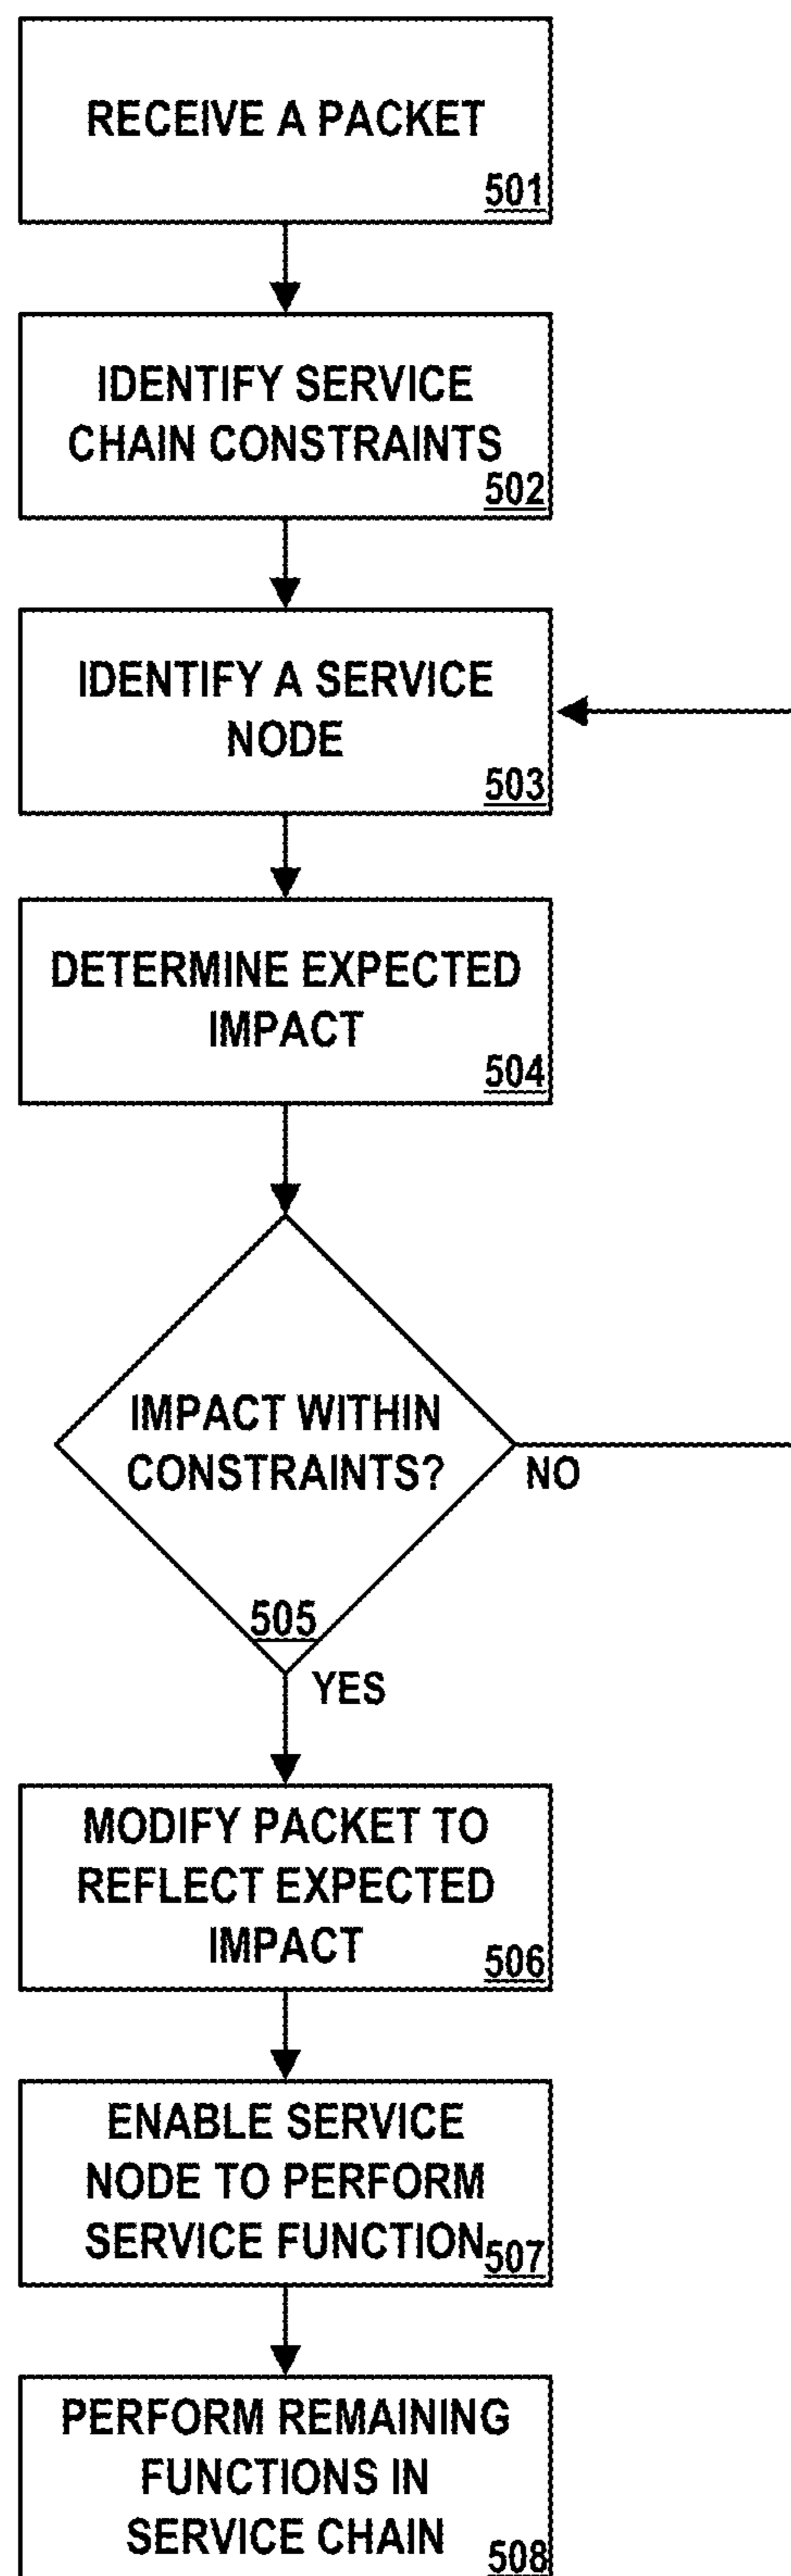 RECEIVE A PACKET
501
IDENTIFY SERVICE
CHAIN CONSTRAINTS
502
IDENTIFY A SERVICE
NODE
503
DETERMINE EXPECTED
IMPACT
504
IMPACT WITHIN
CONSTRAINTS?
NO
505
YES
MODIFY PACKET TO
REFLECT EXPECTED
IMPACT
506
ENABLE SERVICE
NODE TO PERFORM
SERVICE FUNCTION
507
PERFORM REMAINING
FUNCTIONS IN
SERVICE CHAIN
508